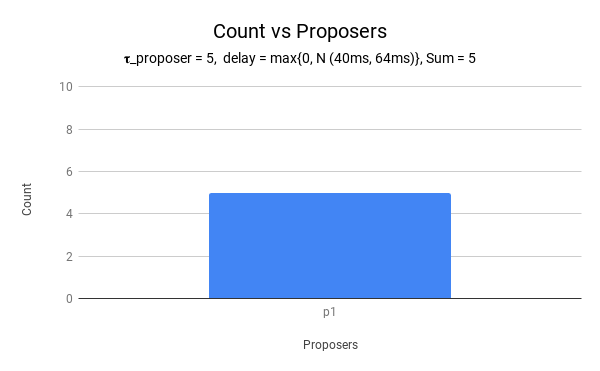 Count vs Proposers
𝛕_proposer = 5,  delay = max{0, N (40ms, 64ms)}, Sum = 5
10
8
6
4
2
0
Count
p1
Proposers